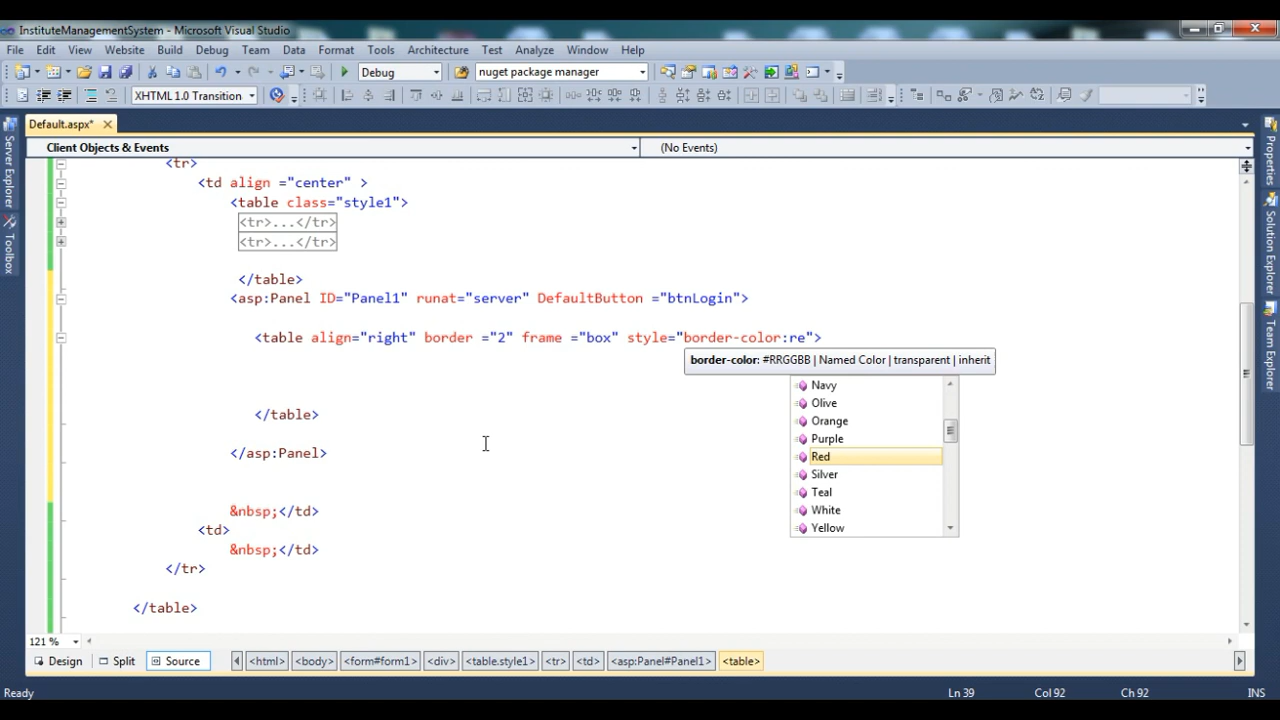 InstituteManagementSystem - Microsoft Visual Studio
File Edit View Website Build Debug Team Data Format Tools Architecture Test Analyze Window Help
Debug nuget package manager
XHTML 1.0 Transition
Default.aspx*
Client Objects & Events (No Events)
Server Explorer
Toolbox
Properties
Solution Explorer
Team Explorer
<tr>
<td align ="center" >
<table class="style1">
<tr>...</tr>
<tr>...</tr>
</table>
<asp:Panel ID="Panel1" runat="server" DefaultButton ="btnLogin">
<table align="right" border ="2" frame ="box" style="border-color:re">
border-color: #RRGGBB | Named Color | transparent | inherit
Navy
Olive
Orange
Purple
Red
Silver
Teal
White
Yellow
</table>
</asp:Panel>
&nbsp;</td>
<td>
&nbsp;</td>
</tr>
</table>
121 %
Design Split Source <html> <body> <form#form1> <div> <table.style1> <tr> <td> <asp:Panel#Panel1> <table>
Ready Ln 39 Col 92 Ch 92 INS